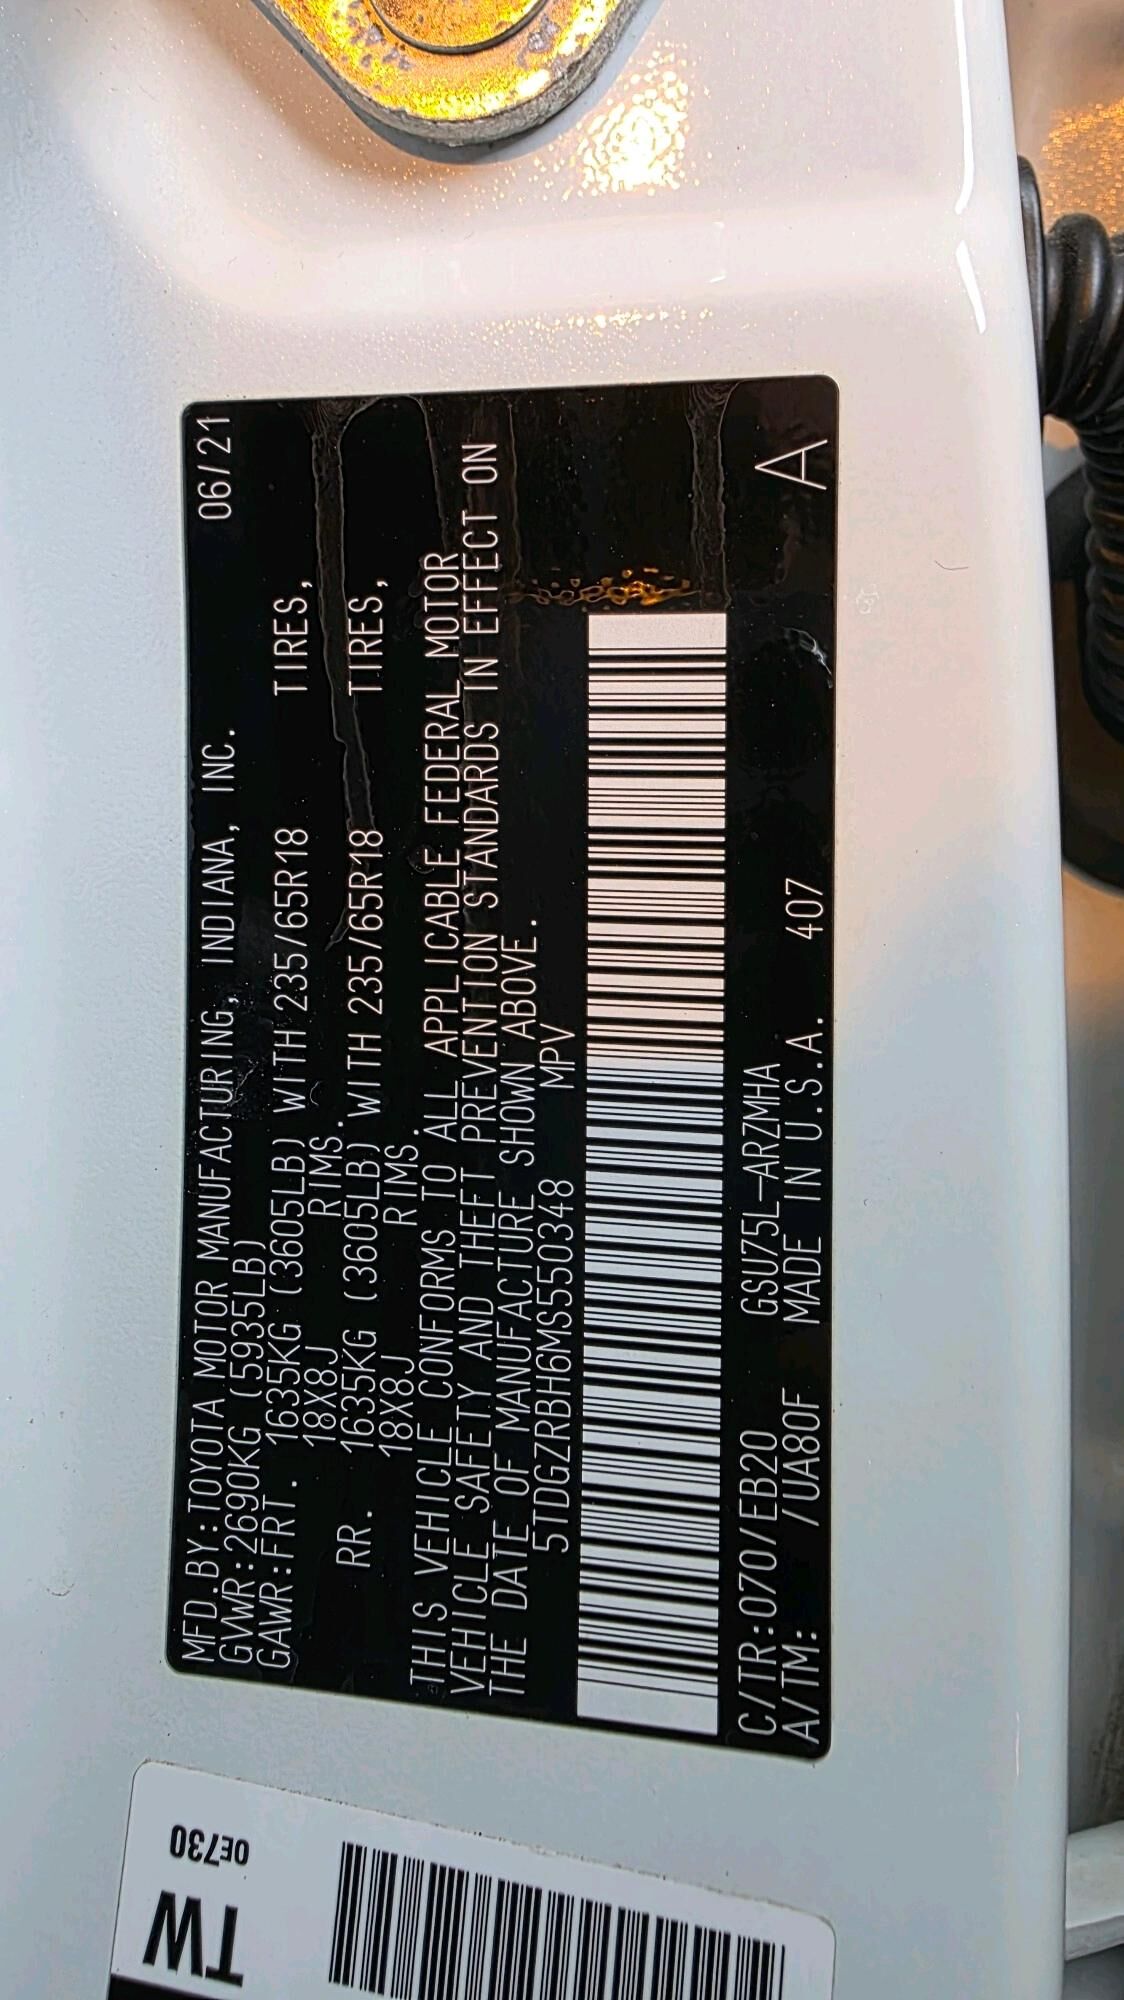 MFD.BY:TOYOTA MOTOR MANUFACTURING, INDIANA, INC. 06/21
GVWR:2690KG (5935LB)
GAWR:FRT. 1635KG (3605LB) WITH 235/65R18 TIRES,
18X8J RIMS.
RR. 1635KG (3605LB) WITH 235/65R18 TIRES,
18X8J RIMS.
THIS VEHICLE CONFORMS TO ALL APPLICABLE FEDERAL MOTOR
VEHICLE SAFETY AND THEFT PREVENTION STANDARDS IN EFFECT ON
THE DATE OF MANUFACTURE SHOWN ABOVE.
5TDGZRBH6MS550348 MPV
C/TR:070/EB20 GSU75L-ARZMHA
A/TM: /UA80F MADE IN U.S.A. 407 A
TW
0E730